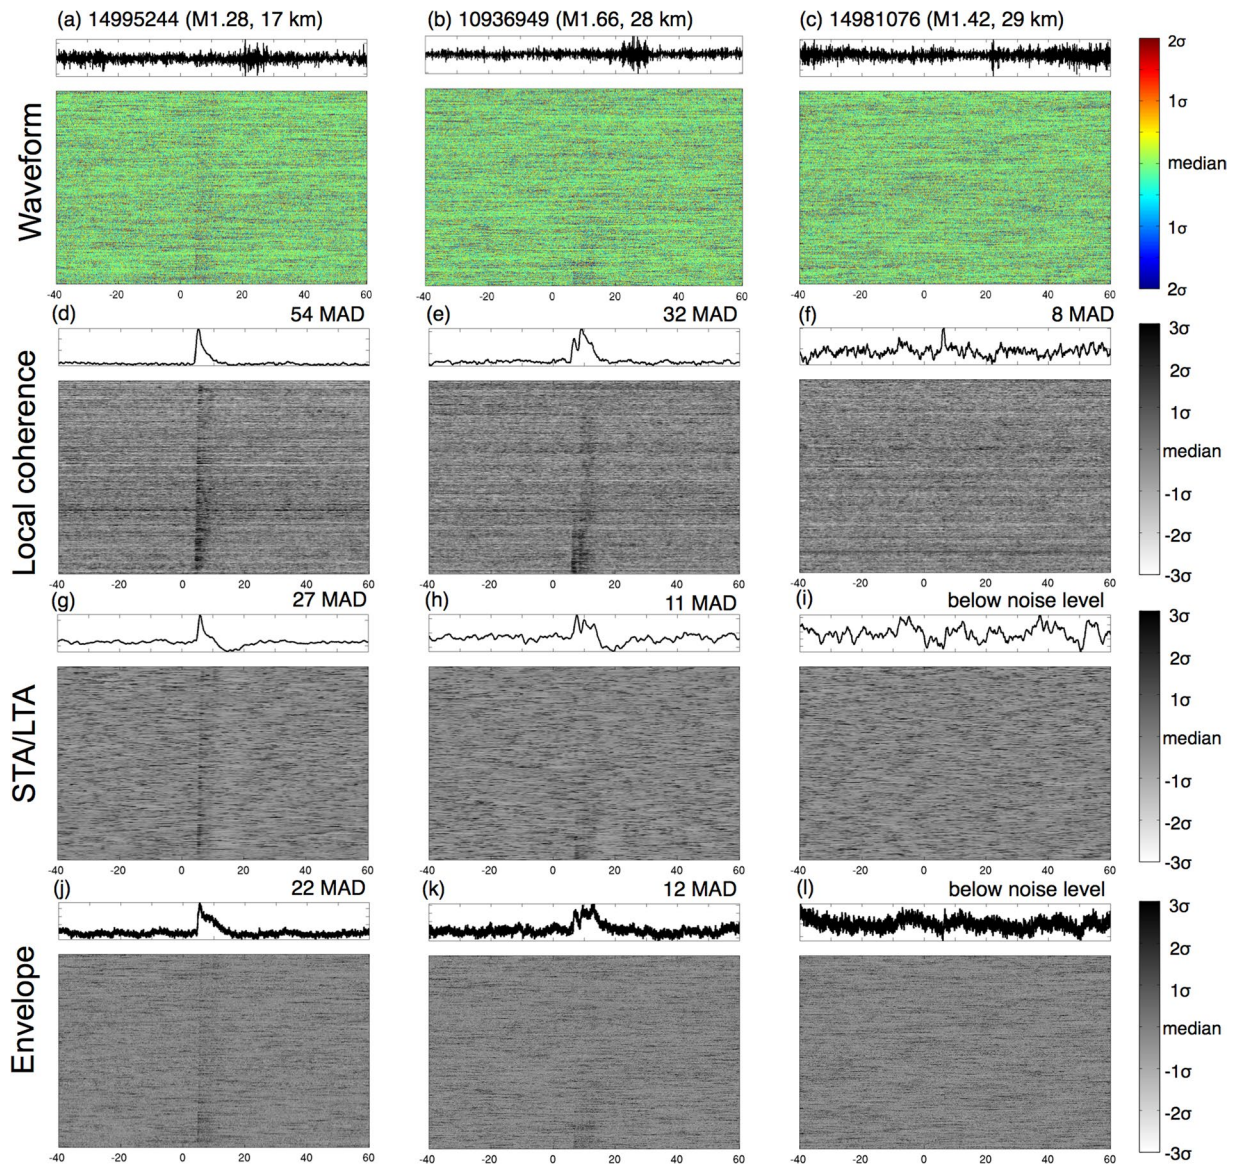 (a) 14995244 (M1.28, 17 km)
(b) 10936949 (M1.66, 28 km)
(c) 14981076 (M1.42, 29 km)
Waveform
2σ
1σ
median
1σ
2σ
-40 -20 0 20 40 60
-40 -20 0 20 40 60
-40 -20 0 20 40 60
(d) 54 MAD
(e) 32 MAD
(f) 8 MAD
Local coherence
3σ
2σ
1σ
median
-1σ
-2σ
-3σ
-40 -20 0 20 40 60
-40 -20 0 20 40 60
-40 -20 0 20 40 60
(g) 27 MAD
(h) 11 MAD
(i) below noise level
STA/LTA
3σ
2σ
1σ
median
-1σ
-2σ
-3σ
-40 -20 0 20 40 60
-40 -20 0 20 40 60
-40 -20 0 20 40 60
(j) 22 MAD
(k) 12 MAD
(l) below noise level
Envelope
3σ
2σ
1σ
median
-1σ
-2σ
-3σ
-40 -20 0 20 40 60
-40 -20 0 20 40 60
-40 -20 0 20 40 60